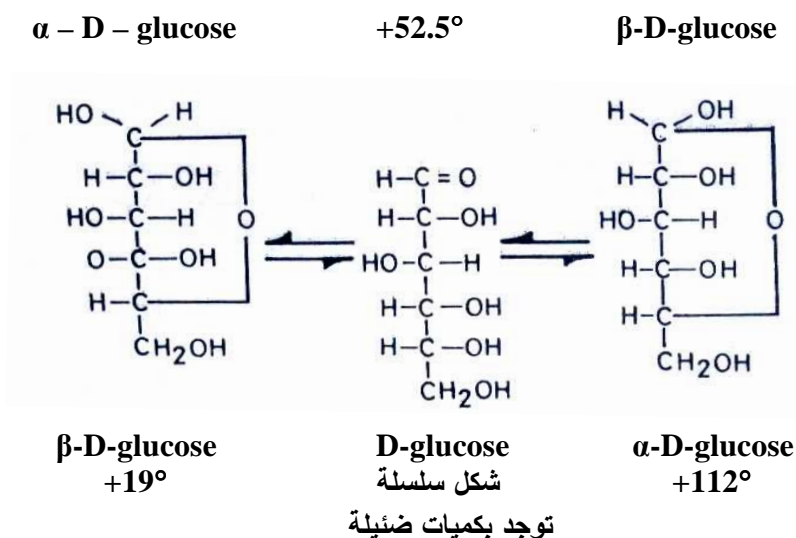 α – D – glucose +52.5° β-D-glucose
HO H H OH
C C
H–C–OH H–C=O H–C–OH
HO–C–H O H–C–OH HO–C–H O
O–C–OH HO–C–H H–C–OH
H–C H–C–OH H–C
CH2OH H–C–OH CH2OH
CH2OH
β-D-glucose D-glucose α-D-glucose
+19° شكل سلسلة +112°
توجد بكميات ضئيلة